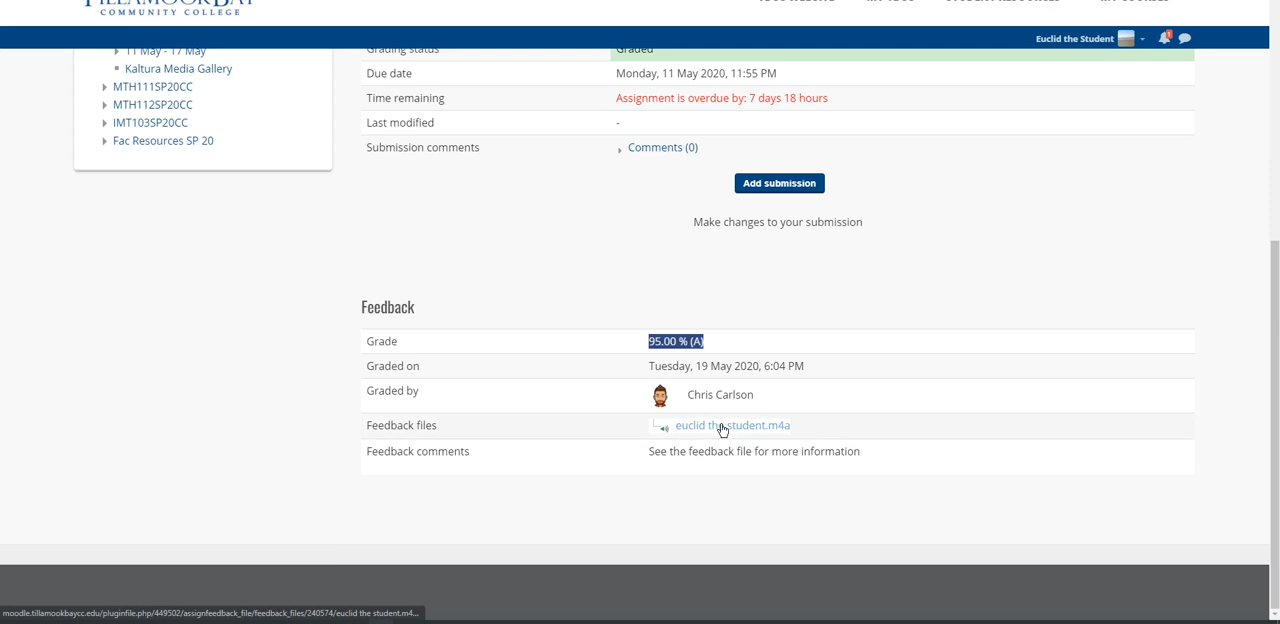 COMMUNITY COLLEGE
Euclid the Student
1
11 May - 17 May
Kaltura Media Gallery
MTH111SP20CC
MTH112SP20CC
IMT103SP20CC
Fac Resources SP 20
Grading status Graded
Due date Monday, 11 May 2020, 11:55 PM
Time remaining Assignment is overdue by: 7 days 18 hours
Last modified -
Submission comments Comments (0)
Add submission
Make changes to your submission
Feedback
Grade 95.00 % (A)
Graded on Tuesday, 19 May 2020, 6:04 PM
Graded by Chris Carlson
Feedback files euclid the student.m4a
Feedback comments See the feedback file for more information
moodle.tillamookbaycc.edu/pluginfile.php/449502/assignfeedback_file/feedback_files/240574/euclid the student.m4...